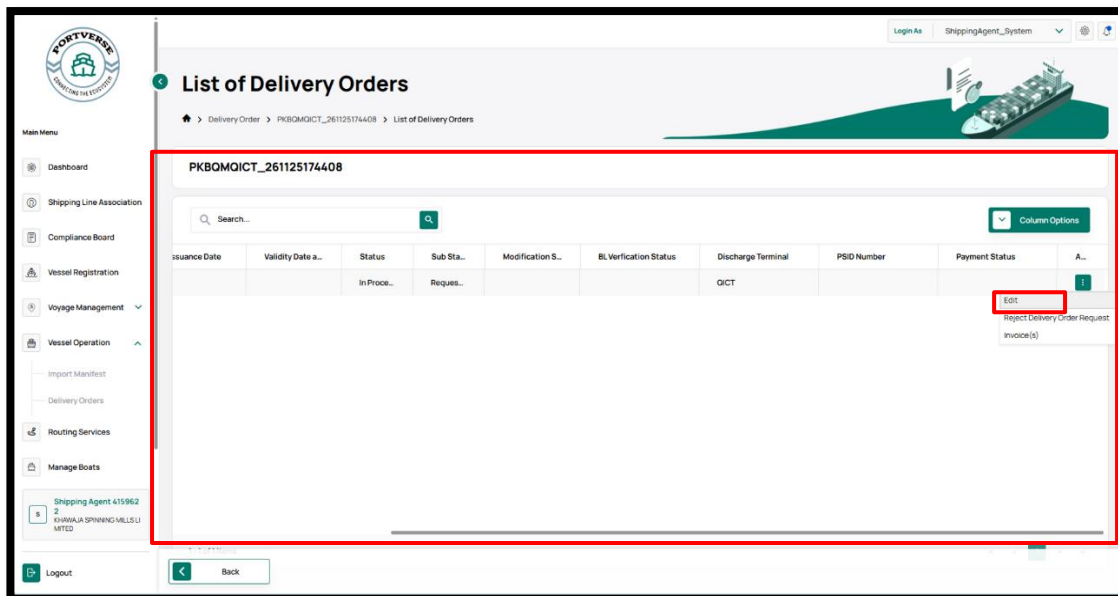 PORTVERSE
CONNECTING THE ECOSYSTEM
Login As ShippingAgent_System
List of Delivery Orders
> Delivery Order > PKBQMQICT_261125174408 > List of Delivery Orders
Main Menu
Dashboard
Shipping Line Association
Compliance Board
Vessel Registration
Voyage Management
Vessel Operation
Import Manifest
Delivery Orders
Routing Services
Manage Boats
S
Shipping Agent 415962
2
KHAWAJA SPINNING MILLS LI
MITED
Logout
PKBQMQICT_261125174408
Search...
Column Options
ssuance Date Validity Date a... Status Sub Sta... Modification S... BL Verfication Status Discharge Terminal PSID Number Payment Status A...
In Proce... Reques... QICT
Edit
Reject Delivery Order Request
Invoice(s)
Back